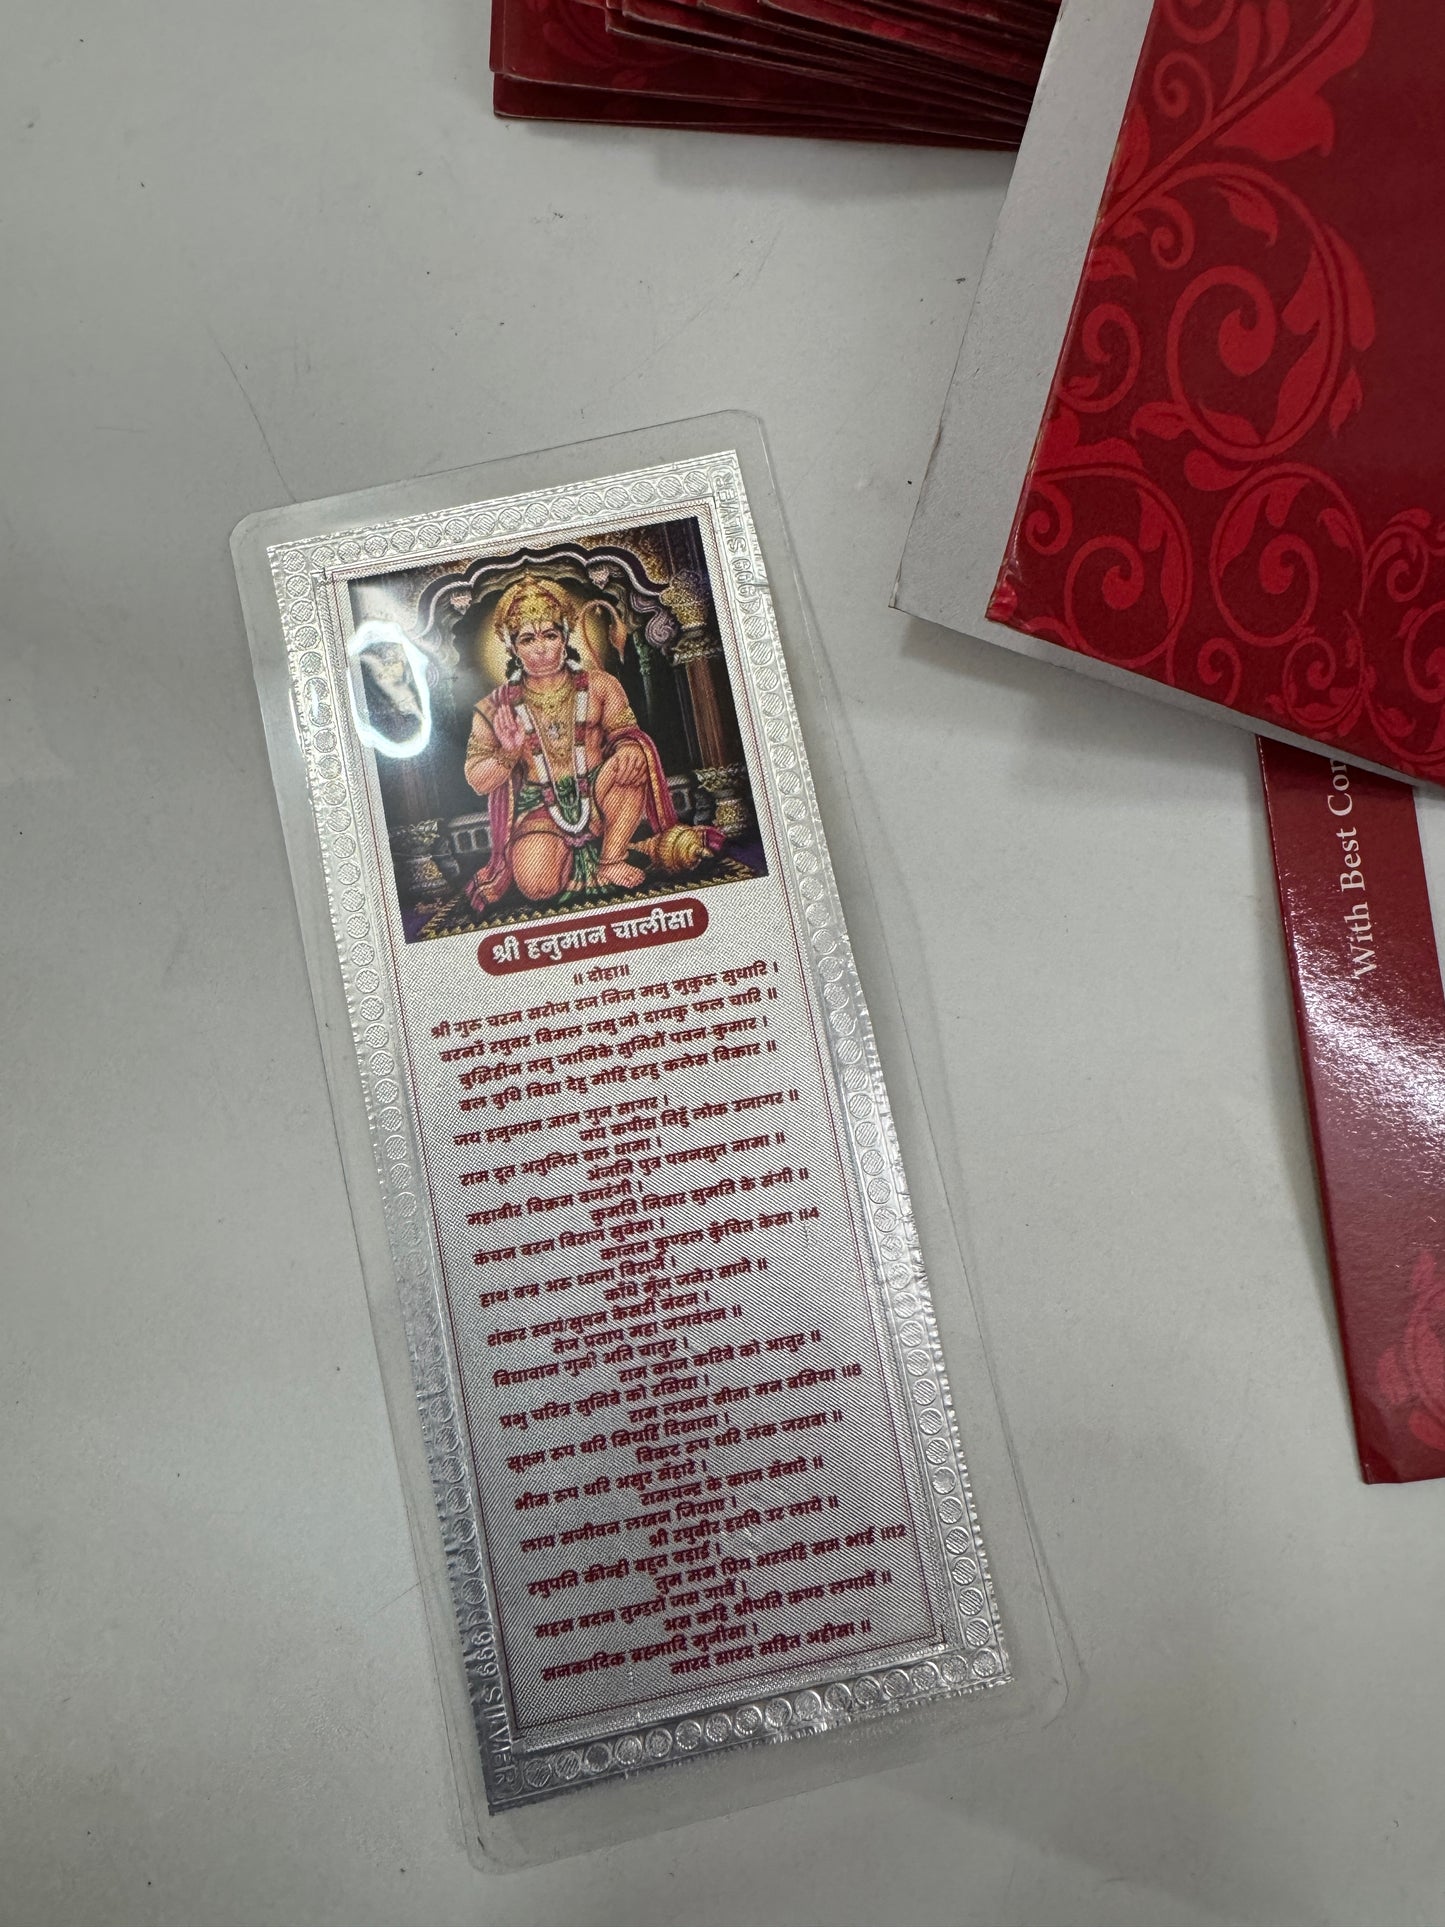 999 SILVER
श्री हनुमान चालीसा
॥ दोहा॥
श्री गुरु चरन सरोज रज निज मनु मुकुरु सुधारि ।
बरनउँ रघुवर बिमल जसु जो दायकु फल चारि ॥
बुद्धिहीन तनु जानिके सुमिरौं पवन-कुमार ।
बल बुधि विद्या देहु मोहिं हरहु कलेस विकार ॥
जय हनुमान ज्ञान गुन सागर ।
जय कपीस तिहुँ लोक उजागर ॥
राम दूत अतुलित बल धामा ।
अंजनि पुत्र पवनसुत नामा ॥
महावीर विक्रम बजरंगी ।
कुमति निवार सुमति के संगी ॥
कंचन बरन विराज सुबेसा ।
कानन कुण्डल कुँचित केसा ॥4
हाथ वज्र अरु ध्वजा विराजै ।
काँधे मूँज जनेउ साजे ॥
शंकर स्वयं/सुवन केसरी नंदन ।
तेज प्रताप महा जगवंदन ॥
विद्यावान गुनी अति चातुर ।
राम काज करिबे को आतुर ॥
प्रभु चरित्र सुनिबे को रसिया ।
राम लखन सीता मन बसिया ॥8
सूक्ष्म रूप धरि सियहिं दिखावा ।
विकट रूप धरि लंक जरावा ॥
भीम रूप धरि असुर संहारे ।
रामचन्द्र के काज सँवारे ॥
लाय सजीवन लखन जियाए ।
श्री रघुबीर हरषि उर लाये ॥
रघुपति कीन्ही बहुत बड़ाई ।
तुम मम प्रिय भरतहि सम भाई ॥12
सहस बदन तुम्हरो जस गावैं ।
अस कहि श्रीपति कण्ठ लगावैं ॥
सनकादिक ब्रह्मादि मुनीसा ।
नारद सारद सहित अहीसा ॥
999 SILVER
With Best Com